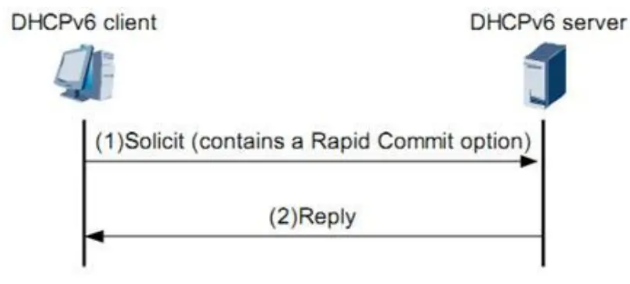 DHCPv6 client
DHCPv6 server
(1)Solicit (contains a Rapid Commit option)
(2)Reply